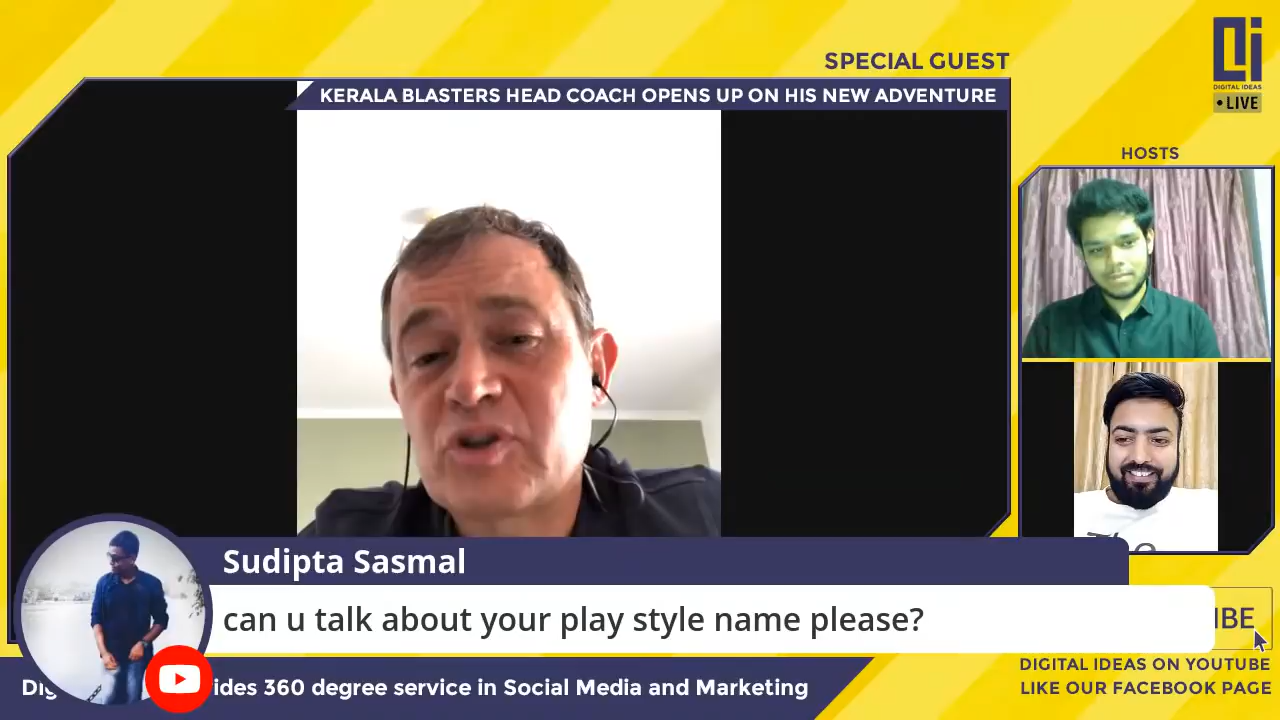 SPECIAL GUEST
KERALA BLASTERS HEAD COACH OPENS UP ON HIS NEW ADVENTURE
DIGITAL IDEAS
• LIVE
HOSTS
The
Sudipta Sasmal
can u talk about your play style name please?
IBE
DIGITAL IDEAS ON YOUTUBE
LIKE OUR FACEBOOK PAGE
360 degree service in Social Media and Marketing